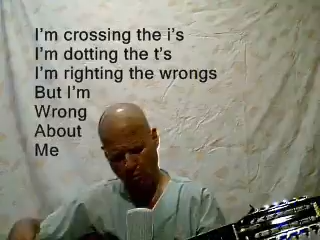 I'm crossing the i's
I'm dotting the t's
I'm righting the wrongs
But I'm
Wrong
About
Me